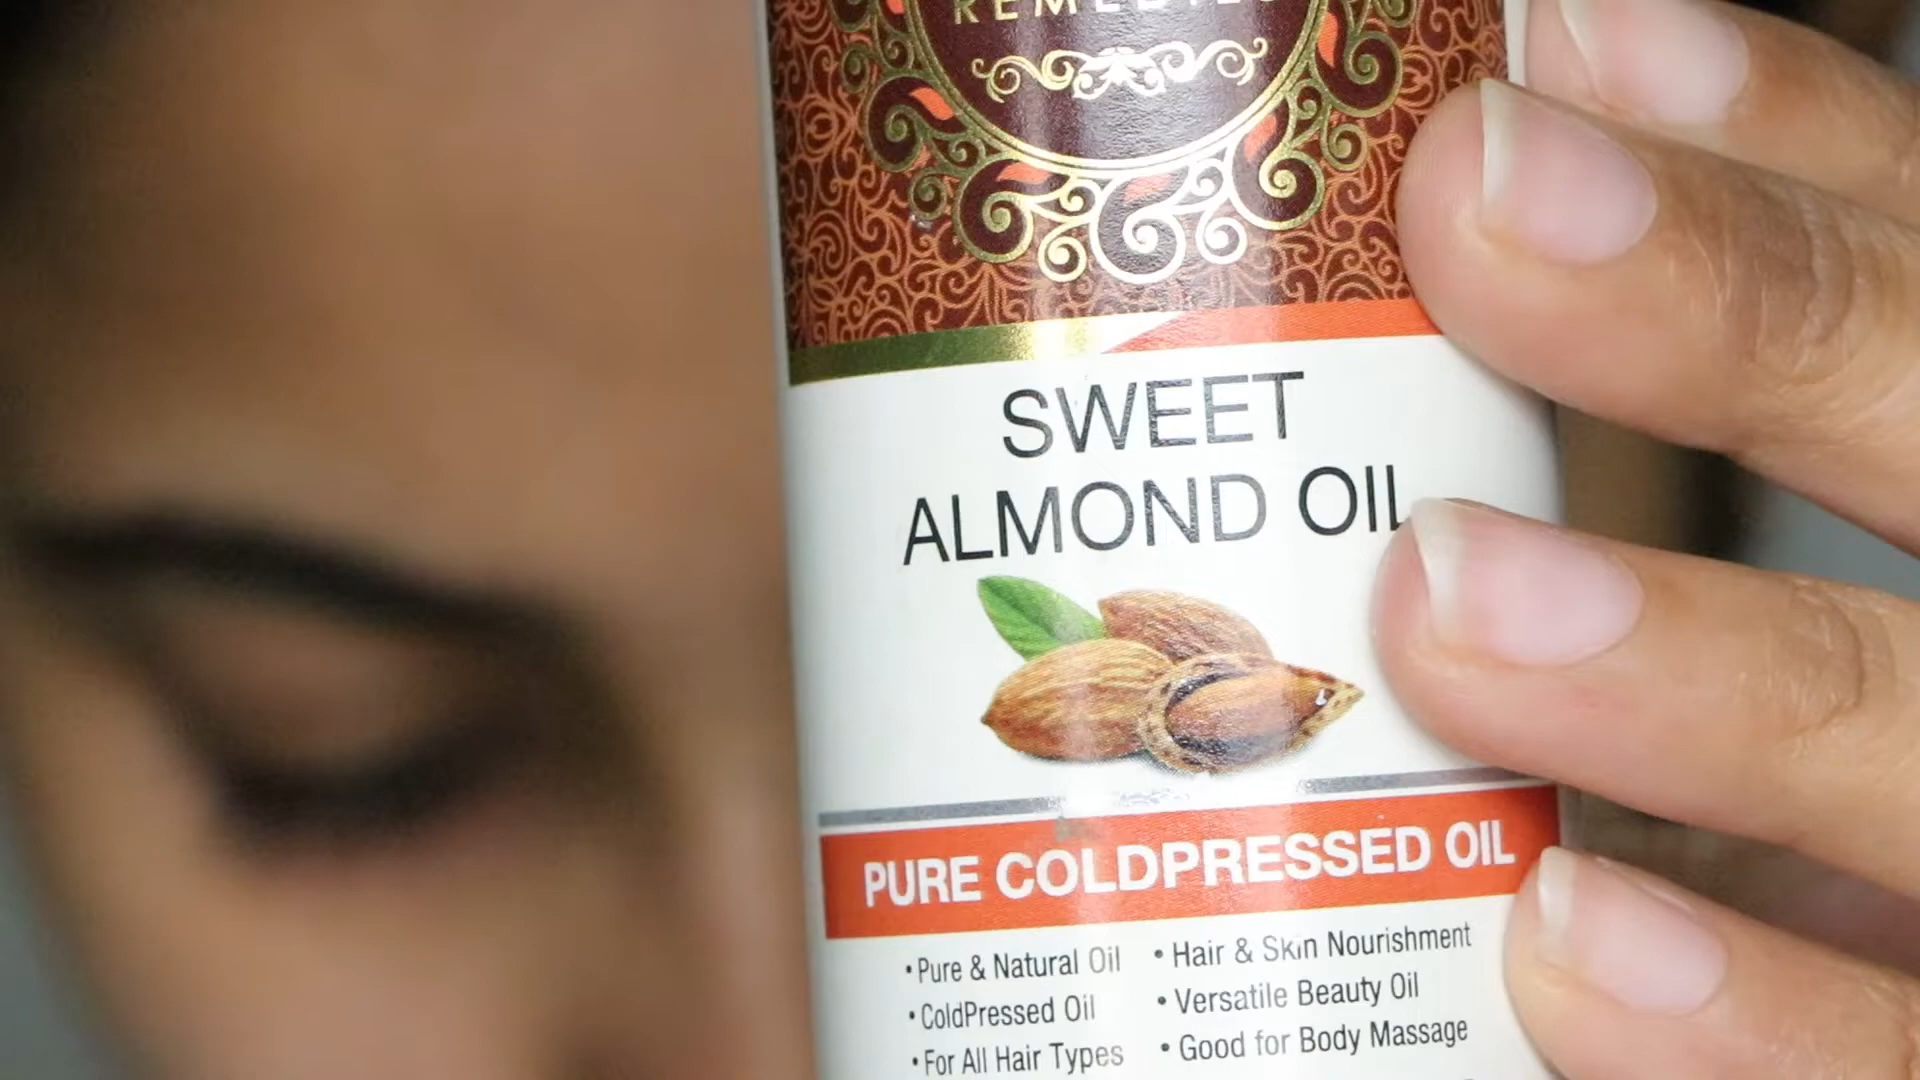 REMEDIES
SWEET
ALMOND OIL
PURE COLDPRESSED OIL
• Pure & Natural Oil
• ColdPressed Oil
• For All Hair Types
• Hair & Skin Nourishment
• Versatile Beauty Oil
• Good for Body Massage